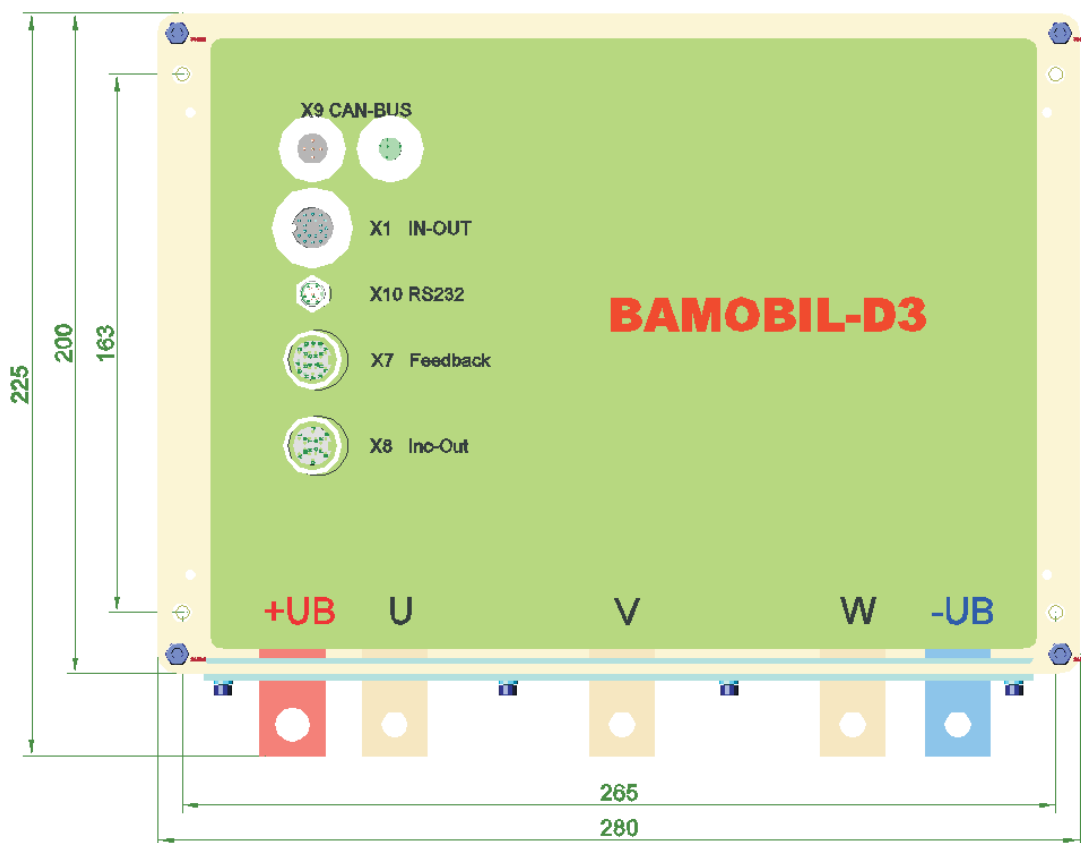 X9 CAN-BUS
X1 IN-OUT
X10 RS232
BAMOBIL-D3
X7 Feedback
X8 Inc-Out
225
200
163
+UB U V W -UB
265
280